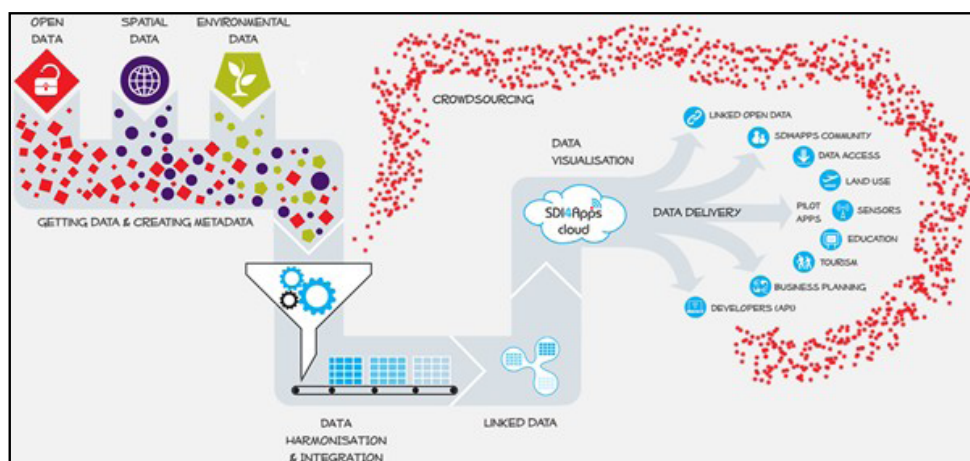 OPEN
DATA
SPATIAL
DATA
ENVIRONMENTAL
DATA
GETTING DATA & CREATING METADATA
CROWDSOURCING
DATA
HARMONISATION
& INTEGRATION
LINKED DATA
DATA
VISUALISATION
SDI4Apps
cloud
DATA DELIVERY
LINKED OPEN DATA
SDI4APPS COMMUNITY
DATA ACCESS
LAND USE
PILOT
APPS
SENSORS
EDUCATION
TOURISM
BUSINESS PLANNING
DEVELOPERS (API)